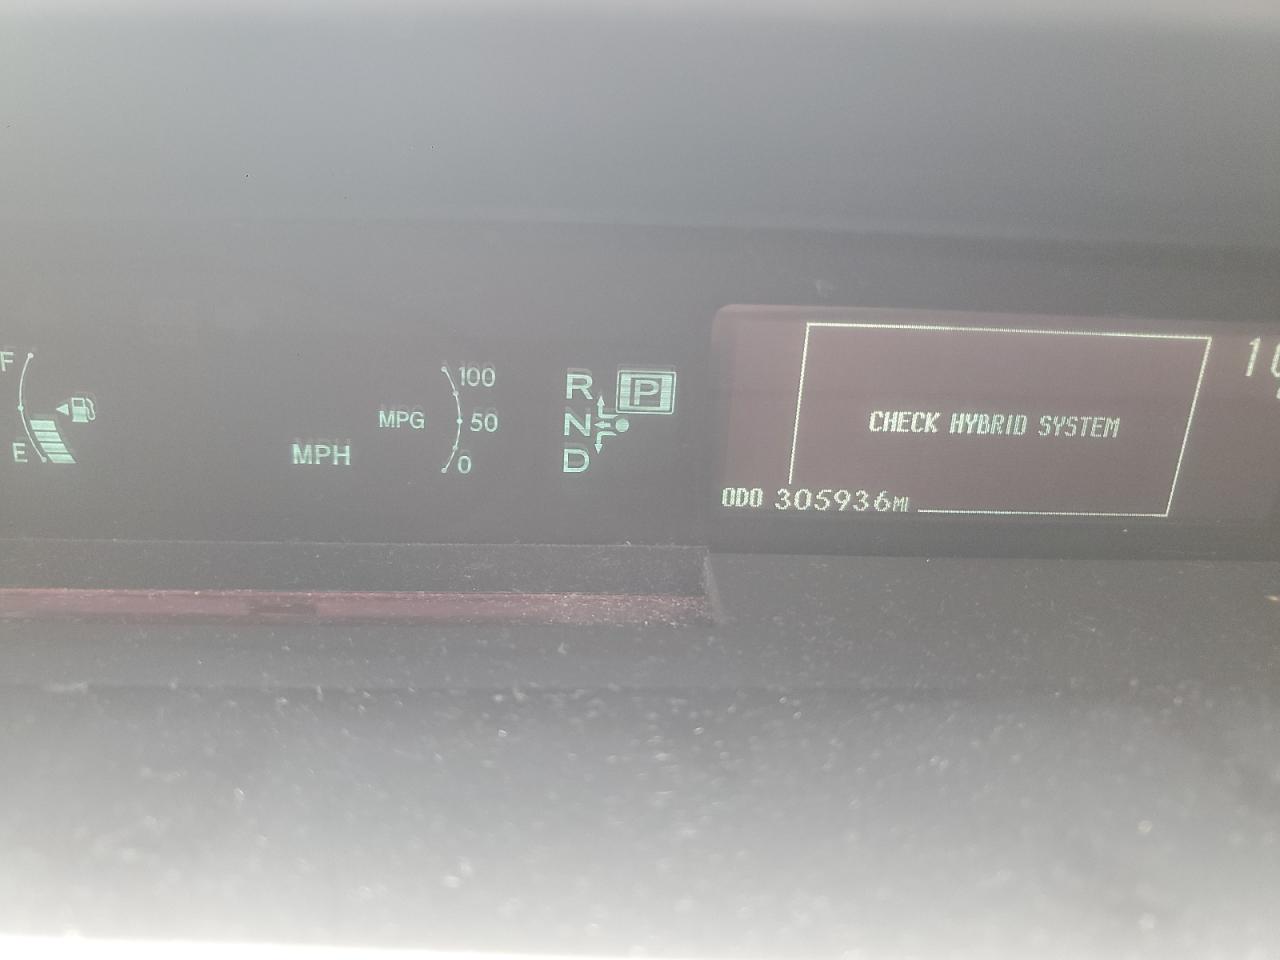 F
E
MPH
MPG
100
50
0
R
N
D
P
CHECK HYBRID SYSTEM
ODO 305936MI